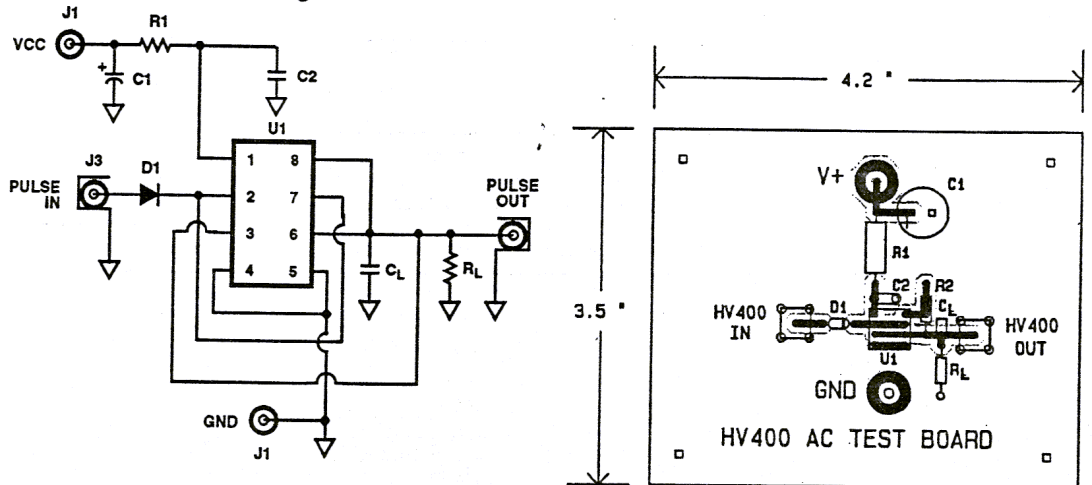 J1
VCC
R1
+
C1
C2
U1
1 8
2 7
3 6
4 5
J3
PULSE
IN
D1
PULSE
OUT
CL
RL
GND
J1
4.2 "
3.5 "
V+
C1
R1
C2
R2
CL
HV400
IN
D1
U1
HV400
OUT
RL
GND
HV400 AC TEST BOARD